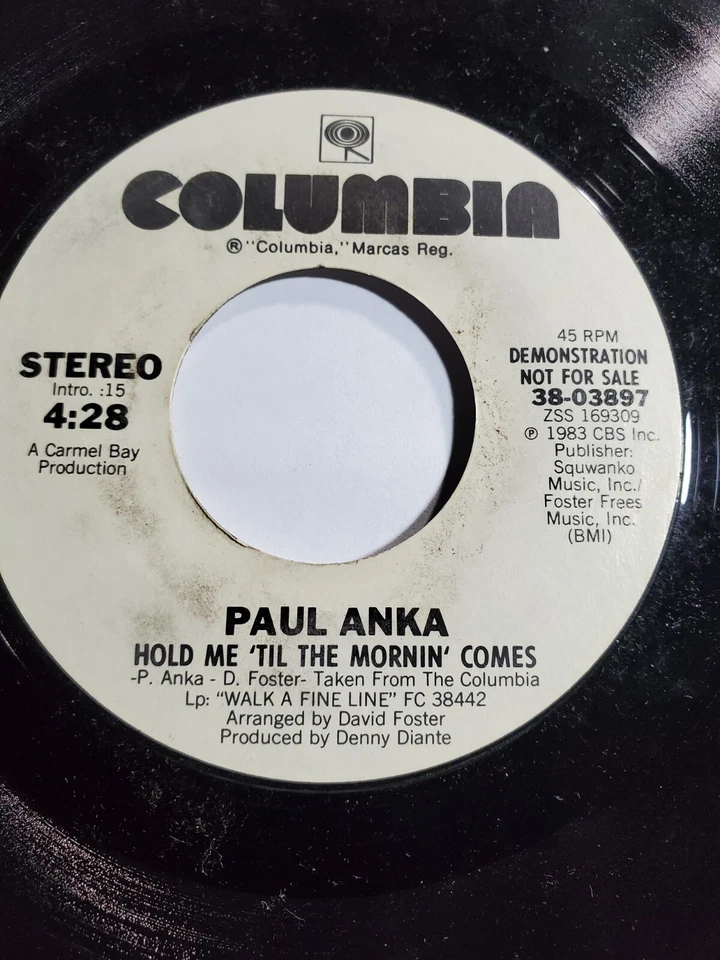 COLUMBIA
® "Columbia," Marcas Reg.
STEREO
Intro. :15
4:28
A Carmel Bay
Production
45 RPM
DEMONSTRATION
NOT FOR SALE
38-03897
ZSS 169309
℗ 1983 CBS Inc.
Publisher:
Squwanko
Music, Inc./
Foster Frees
Music, Inc.
(BMI)
PAUL ANKA
HOLD ME 'TIL THE MORNIN' COMES
-P. Anka - D. Foster- Taken From The Columbia
Lp: "WALK A FINE LINE" FC 38442
Arranged by David Foster
Produced by Denny Diante